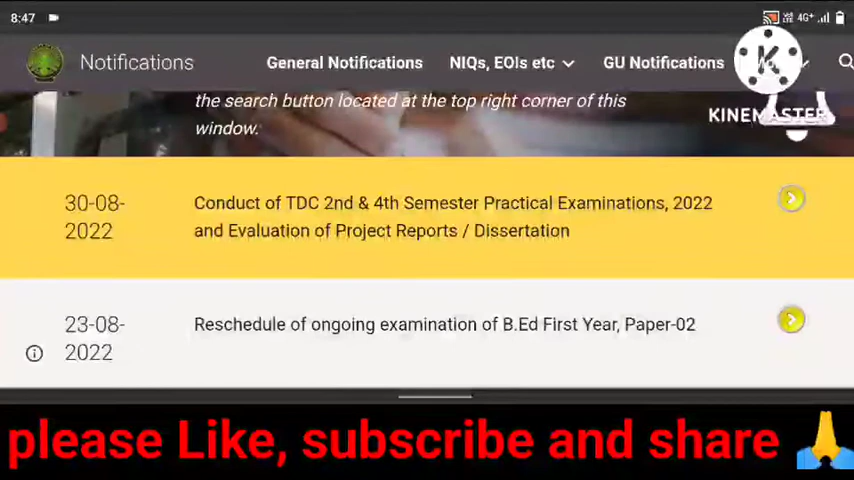 8:47
4G+
Notifications General Notifications NIQs, EOIs etc GU Notifications
KINEMASTER
the search button located at the top right corner of this
window.
30-08-
2022
Conduct of TDC 2nd & 4th Semester Practical Examinations, 2022
and Evaluation of Project Reports / Dissertation
23-08-
2022
Reschedule of ongoing examination of B.Ed First Year, Paper-02
please Like, subscribe and share 🙏